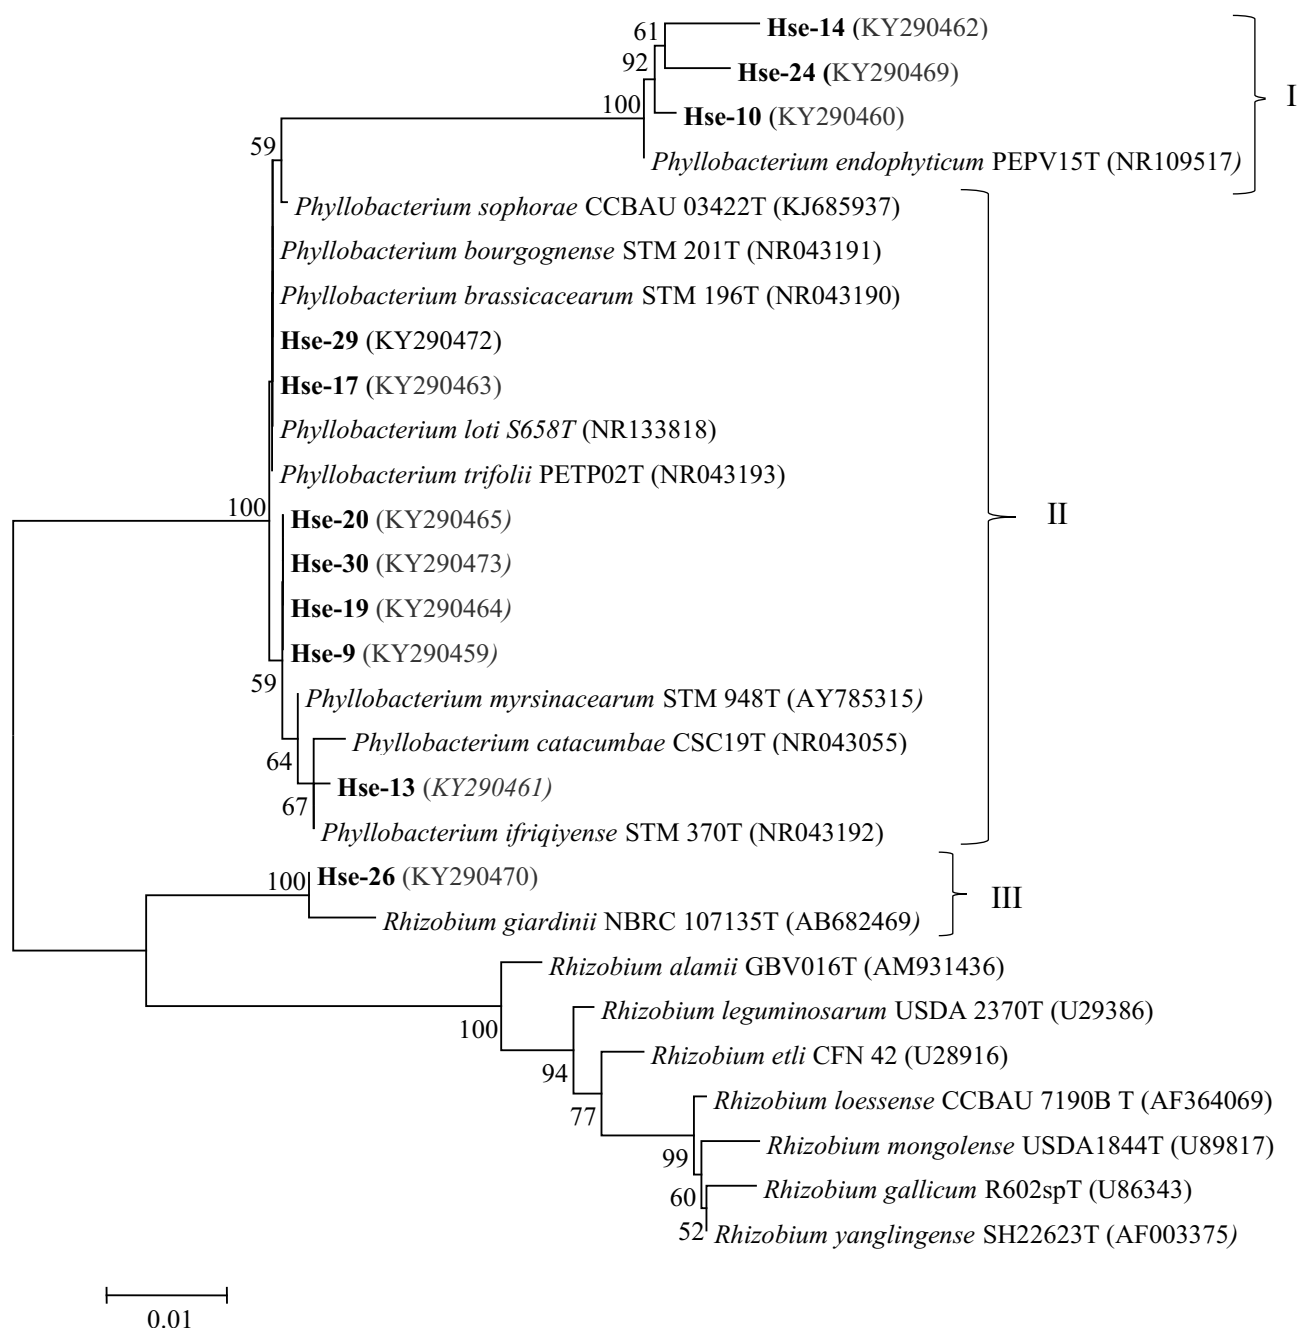 61
Hse-14 (KY290462)
92
Hse-24 (KY290469)
100
Hse-10 (KY290460)
I
Phyllobacterium endophyticum PEPV15T (NR109517)
59
Phyllobacterium sophorae CCBAU 03422T (KJ685937)
Phyllobacterium bourgognense STM 201T (NR043191)
Phyllobacterium brassicacearum STM 196T (NR043190)
Hse-29 (KY290472)
Hse-17 (KY290463)
Phyllobacterium loti S658T (NR133818)
Phyllobacterium trifolii PETP02T (NR043193)
100
Hse-20 (KY290465)
II
Hse-30 (KY290473)
Hse-19 (KY290464)
Hse-9 (KY290459)
59
Phyllobacterium myrsinacearum STM 948T (AY785315)
Phyllobacterium catacumbae CSC19T (NR043055)
64
Hse-13 (KY290461)
67
Phyllobacterium ifriqiyense STM 370T (NR043192)
100
Hse-26 (KY290470)
III
Rhizobium giardinii NBRC 107135T (AB682469)
Rhizobium alamii GBV016T (AM931436)
100
Rhizobium leguminosarum USDA 2370T (U29386)
Rhizobium etli CFN 42 (U28916)
94
Rhizobium loessense CCBAU 7190B T (AF364069)
77
Rhizobium mongolense USDA1844T (U89817)
99
Rhizobium gallicum R602spT (U86343)
60
52
Rhizobium yanglingense SH22623T (AF003375)
0.01